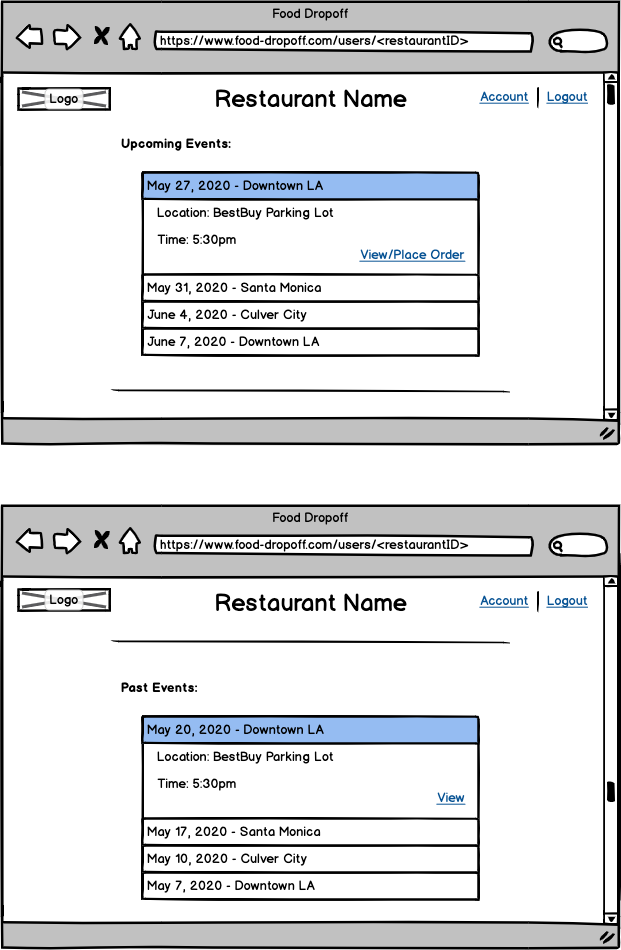 Food Dropoff
https://www.food-dropoff.com/users/<restaurantID>
Logo
Restaurant Name
Account | Logout
Upcoming Events:
May 27, 2020 - Downtown LA
Location: BestBuy Parking Lot
Time: 5:30pm
View/Place Order
May 31, 2020 - Santa Monica
June 4, 2020 - Culver City
June 7, 2020 - Downtown LA
Food Dropoff
https://www.food-dropoff.com/users/<restaurantID>
Logo
Restaurant Name
Account | Logout
Past Events:
May 20, 2020 - Downtown LA
Location: BestBuy Parking Lot
Time: 5:30pm
View
May 17, 2020 - Santa Monica
May 10, 2020 - Culver City
May 7, 2020 - Downtown LA